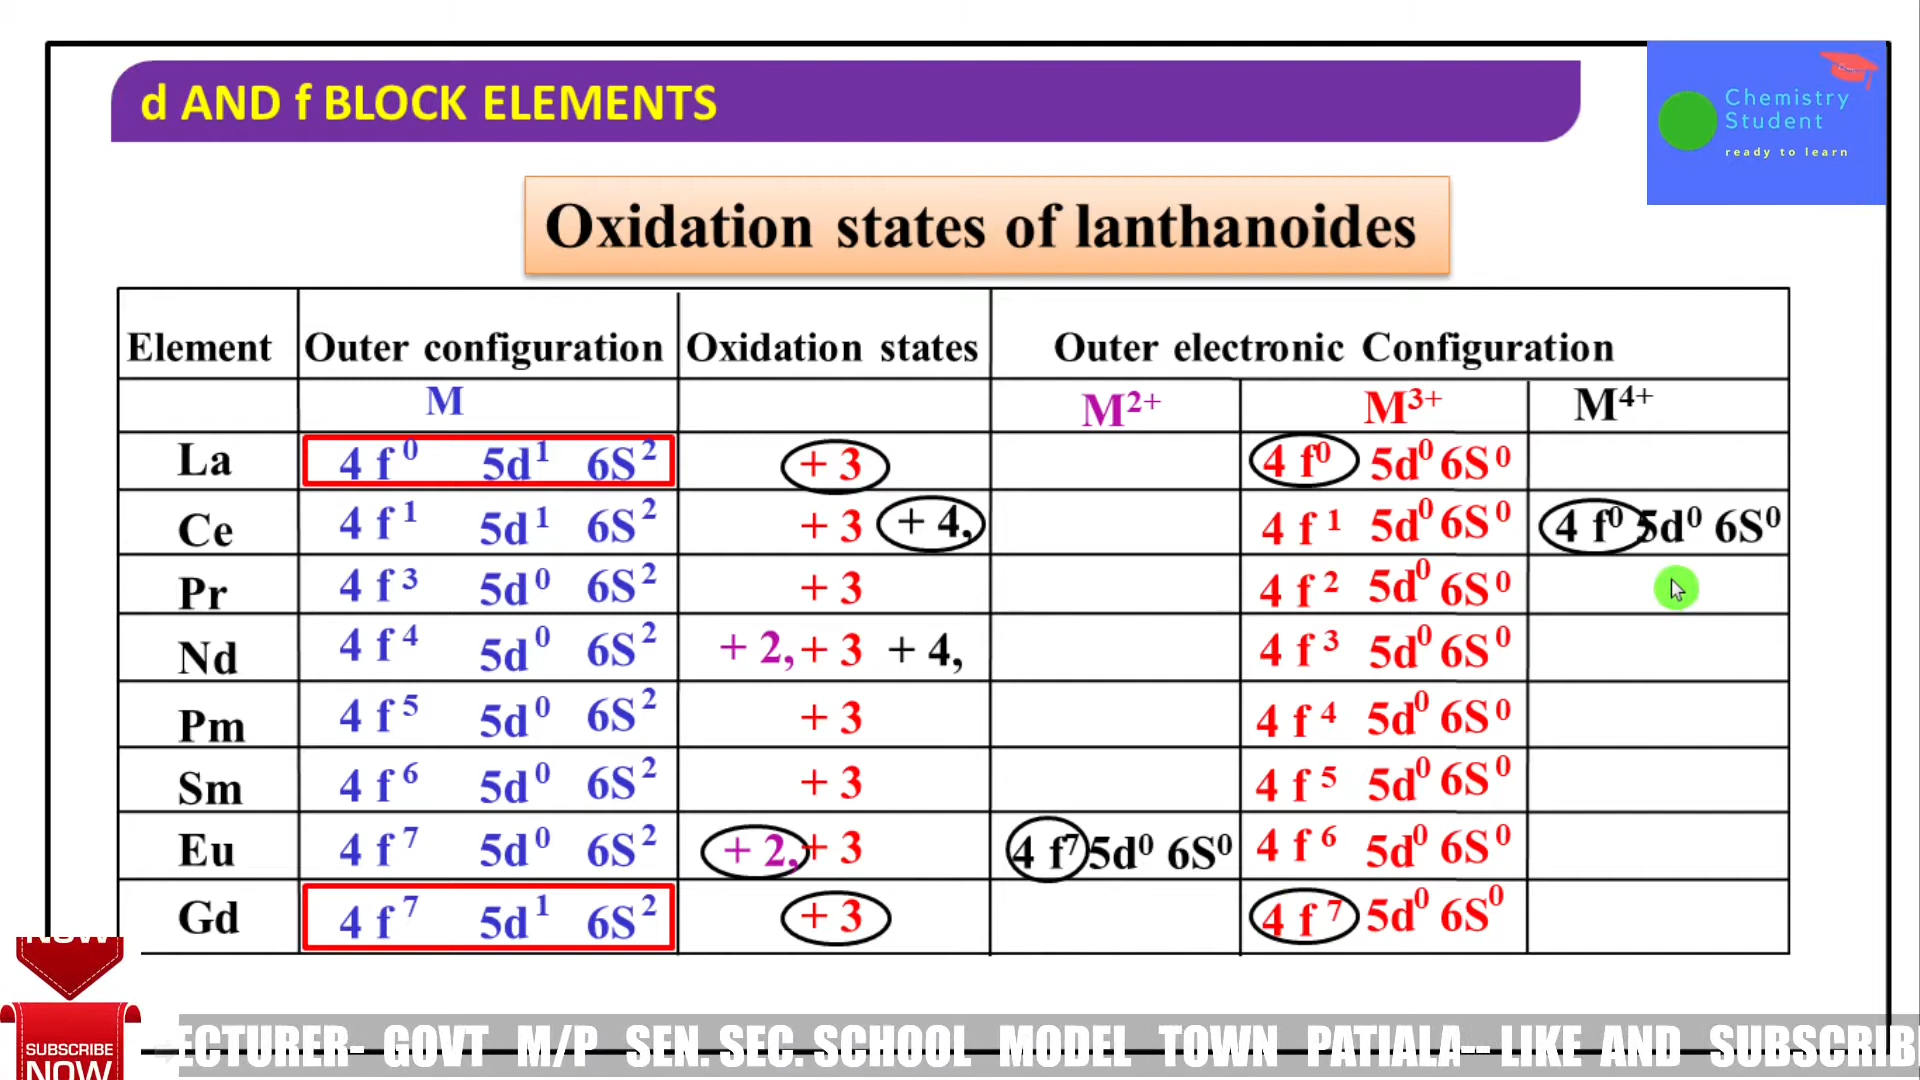 d AND f BLOCK ELEMENTS
Chemistry
Student
ready to learn
Oxidation states of lanthanoides
Element Outer configuration Oxidation states Outer electronic Configuration
M M²⁺ M³⁺ M⁴⁺
La 4 f⁰ 5d¹ 6S² + 3 4 f⁰ 5d⁰ 6S⁰
Ce 4 f¹ 5d¹ 6S² + 3 + 4, 4 f¹ 5d⁰ 6S⁰ 4 f⁰ 5d⁰ 6S⁰
Pr 4 f³ 5d⁰ 6S² + 3 4 f² 5d⁰ 6S⁰
Nd 4 f⁴ 5d⁰ 6S² + 2, + 3 + 4, 4 f³ 5d⁰ 6S⁰
Pm 4 f⁵ 5d⁰ 6S² + 3 4 f⁴ 5d⁰ 6S⁰
Sm 4 f⁶ 5d⁰ 6S² + 3 4 f⁵ 5d⁰ 6S⁰
Eu 4 f⁷ 5d⁰ 6S² + 2, + 3 4 f⁷ 5d⁰ 6S⁰ 4 f⁶ 5d⁰ 6S⁰
Gd 4 f⁷ 5d¹ 6S² + 3 4 f⁷ 5d⁰ 6S⁰
NOW
SUBSCRIBE
NOW
ECTURER- GOVT M/P SEN. SEC. SCHOOL MODEL TOWN PATIALA-- LIKE AND SUBSCRIB